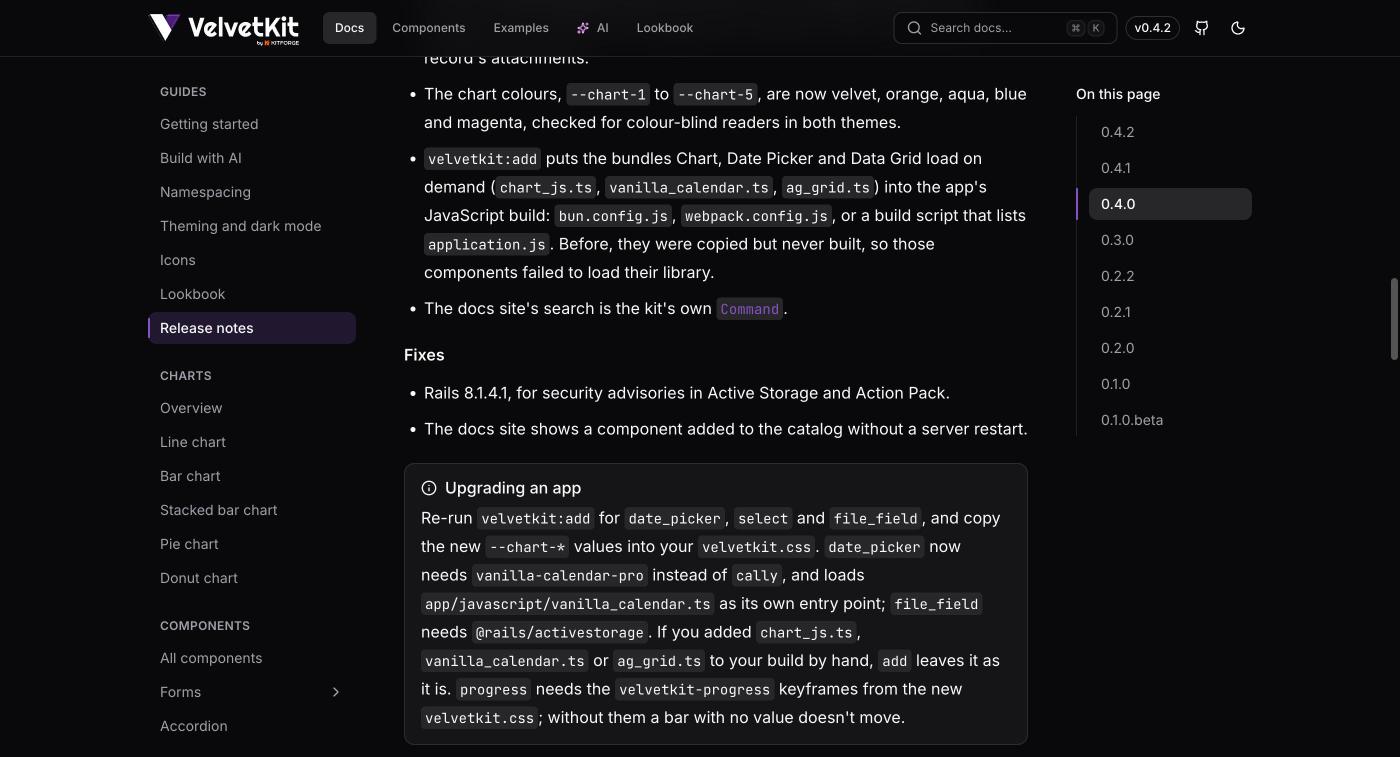 VelvetKit
by KITFORGE
Docs
Components
Examples
AI
Lookbook
Search docs...
⌘ K
v0.4.2
GUIDES
Getting started
Build with AI
Namespacing
Theming and dark mode
Icons
Lookbook
Release notes
CHARTS
Overview
Line chart
Bar chart
Stacked bar chart
Pie chart
Donut chart
COMPONENTS
All components
Forms
Accordion
record's attachments.
• The chart colours, --chart-1 to --chart-5, are now velvet, orange, aqua, blue
and magenta, checked for colour-blind readers in both themes.
• velvetkit:add puts the bundles Chart, Date Picker and Data Grid load on
demand (chart_js.ts, vanilla_calendar.ts, ag_grid.ts) into the app's
JavaScript build: bun.config.js, webpack.config.js, or a build script that lists
application.js. Before, they were copied but never built, so those
components failed to load their library.
• The docs site's search is the kit's own Command.
Fixes
• Rails 8.1.4.1, for security advisories in Active Storage and Action Pack.
• The docs site shows a component added to the catalog without a server restart.
Upgrading an app
Re-run velvetkit:add for date_picker, select and file_field, and copy
the new --chart-* values into your velvetkit.css. date_picker now
needs vanilla-calendar-pro instead of cally, and loads
app/javascript/vanilla_calendar.ts as its own entry point; file_field
needs @rails/activestorage. If you added chart_js.ts,
vanilla_calendar.ts or ag_grid.ts to your build by hand, add leaves it as
it is. progress needs the velvetkit-progress keyframes from the new
velvetkit.css; without them a bar with no value doesn't move.
On this page
0.4.2
0.4.1
0.4.0
0.3.0
0.2.2
0.2.1
0.2.0
0.1.0
0.1.0.beta